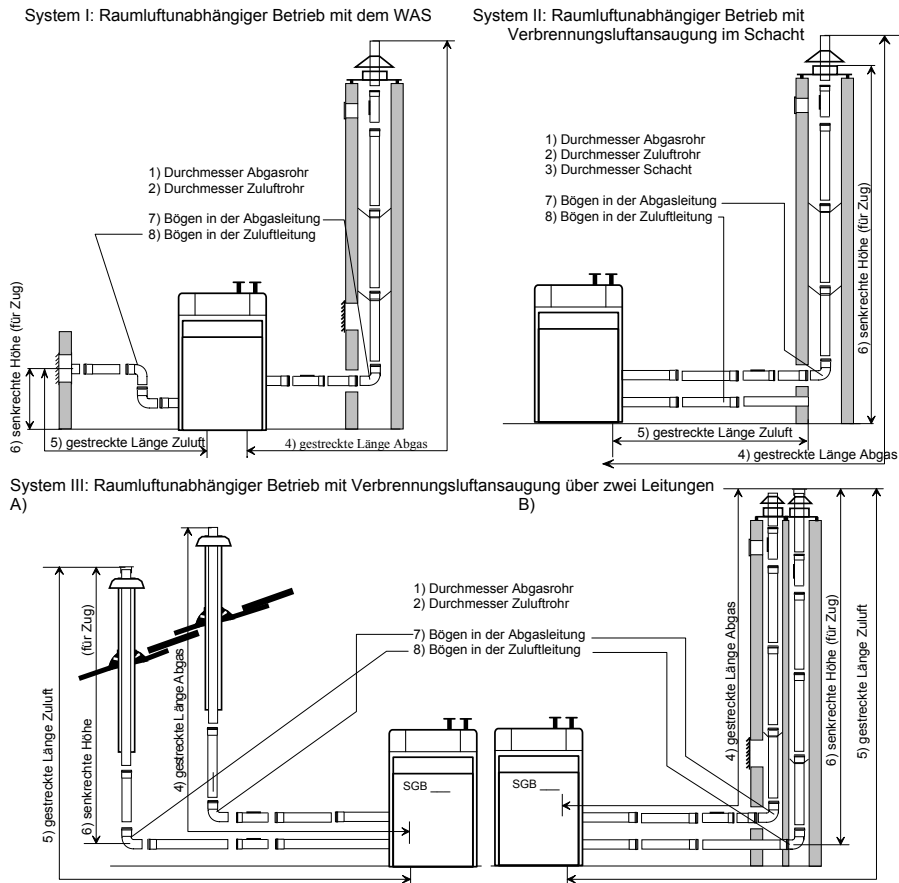 System I: Raumluftunabhängiger Betrieb mit dem WAS
1) Durchmesser Abgasrohr
2) Durchmesser Zuluftrohr
7) Bögen in der Abgasleitung
8) Bögen in der Zuluftleitung
6) senkrechte Höhe (für Zug)
5) gestreckte Länge Zuluft
4) gestreckte Länge Abgas
System II: Raumluftunabhängiger Betrieb mit
Verbrennungsluftansaugung im Schacht
1) Durchmesser Abgasrohr
2) Durchmesser Zuluftrohr
3) Durchmesser Schacht
7) Bögen in der Abgasleitung
8) Bögen in der Zuluftleitung
6) senkrechte Höhe (für Zug)
5) gestreckte Länge Zuluft
4) gestreckte Länge Abgas
System III: Raumluftunabhängiger Betrieb mit Verbrennungsluftansaugung über zwei Leitungen
A)
B)
1) Durchmesser Abgasrohr
2) Durchmesser Zuluftrohr
7) Bögen in der Abgasleitung
8) Bögen in der Zuluftleitung
5) gestreckte Länge Zuluft
6) senkrechte Höhe (für Zug)
4) gestreckte Länge Abgas
SGB ___
SGB ___
4) gestreckte Länge Abgas
6) senkrechte Höhe (für Zug)
5) gestreckte Länge Zuluft